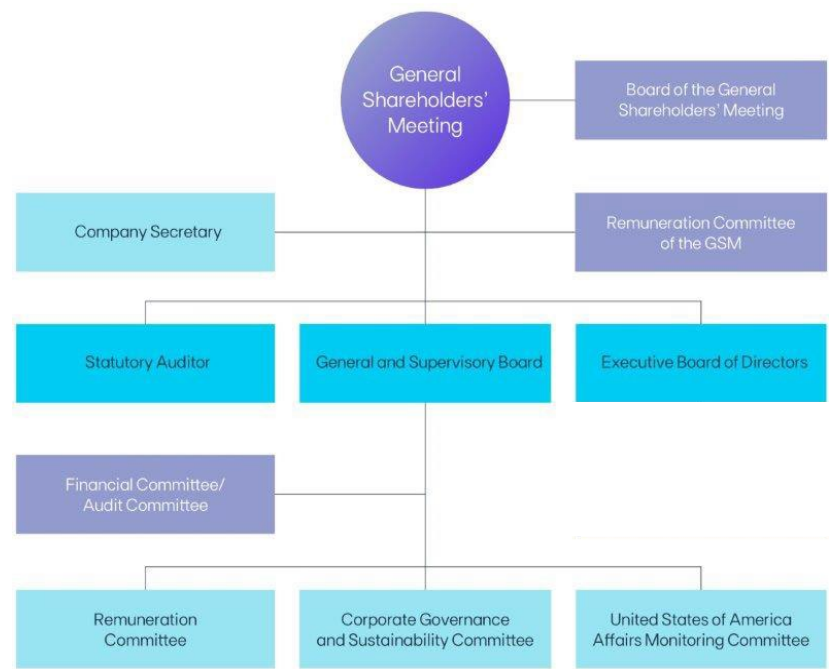 General
Shareholders'
Meeting
Board of the General
Shareholders' Meeting
Company Secretary
Remuneration Committee
of the GSM
Statutory Auditor
General and Supervisory Board
Executive Board of Directors
Financial Committee/
Audit Committee
Remuneration
Committee
Corporate Governance
and Sustainability Committee
United States of America
Affairs Monitoring Committee